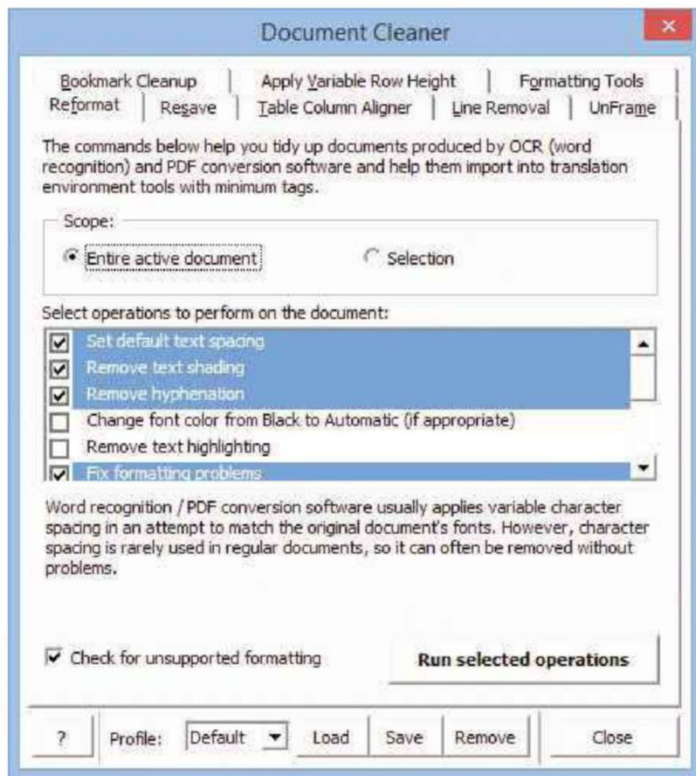 Document Cleaner
Bookmark Cleanup | Apply Variable Row Height | Formatting Tools
Reformat | Resave | Table Column Aligner | Line Removal | UnFrame
The commands below help you tidy up documents produced by OCR (word
recognition) and PDF conversion software and help them import into translation
environment tools with minimum tags.
Scope:
Entire active document Selection
Select operations to perform on the document:
Set default text spacing
Remove text shading
Remove hyphenation
Change font color from Black to Automatic (if appropriate)
Remove text highlighting
Fix formatting problems
Word recognition / PDF conversion software usually applies variable character
spacing in an attempt to match the original document's fonts. However, character
spacing is rarely used in regular documents, so it can often be removed without
problems.
Check for unsupported formatting Run selected operations
? Profile: Default Load Save Remove Close